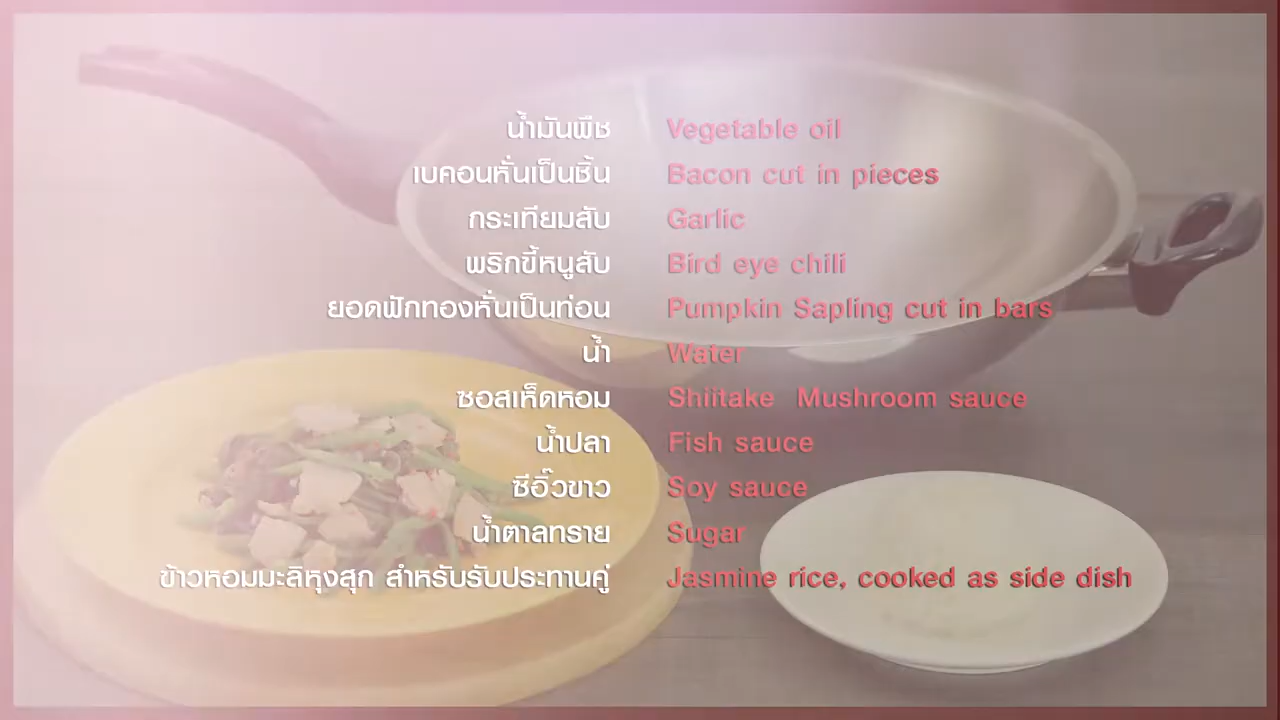 น้ำมันพืช Vegetable oil
เบคอนหั่นเป็นชิ้น Bacon cut in pieces
กระเทียมสับ Garlic
พริกขี้หนูสับ Bird eye chili
ยอดฟักทองหั่นเป็นท่อน Pumpkin Sapling cut in bars
น้ำ Water
ซอสเห็ดหอม Shiitake Mushroom sauce
น้ำปลา Fish sauce
ซีอิ๊วขาว Soy sauce
น้ำตาลทราย Sugar
ข้าวหอมมะลิหุงสุก สำหรับรับประทานคู่ Jasmine rice, cooked as side dish